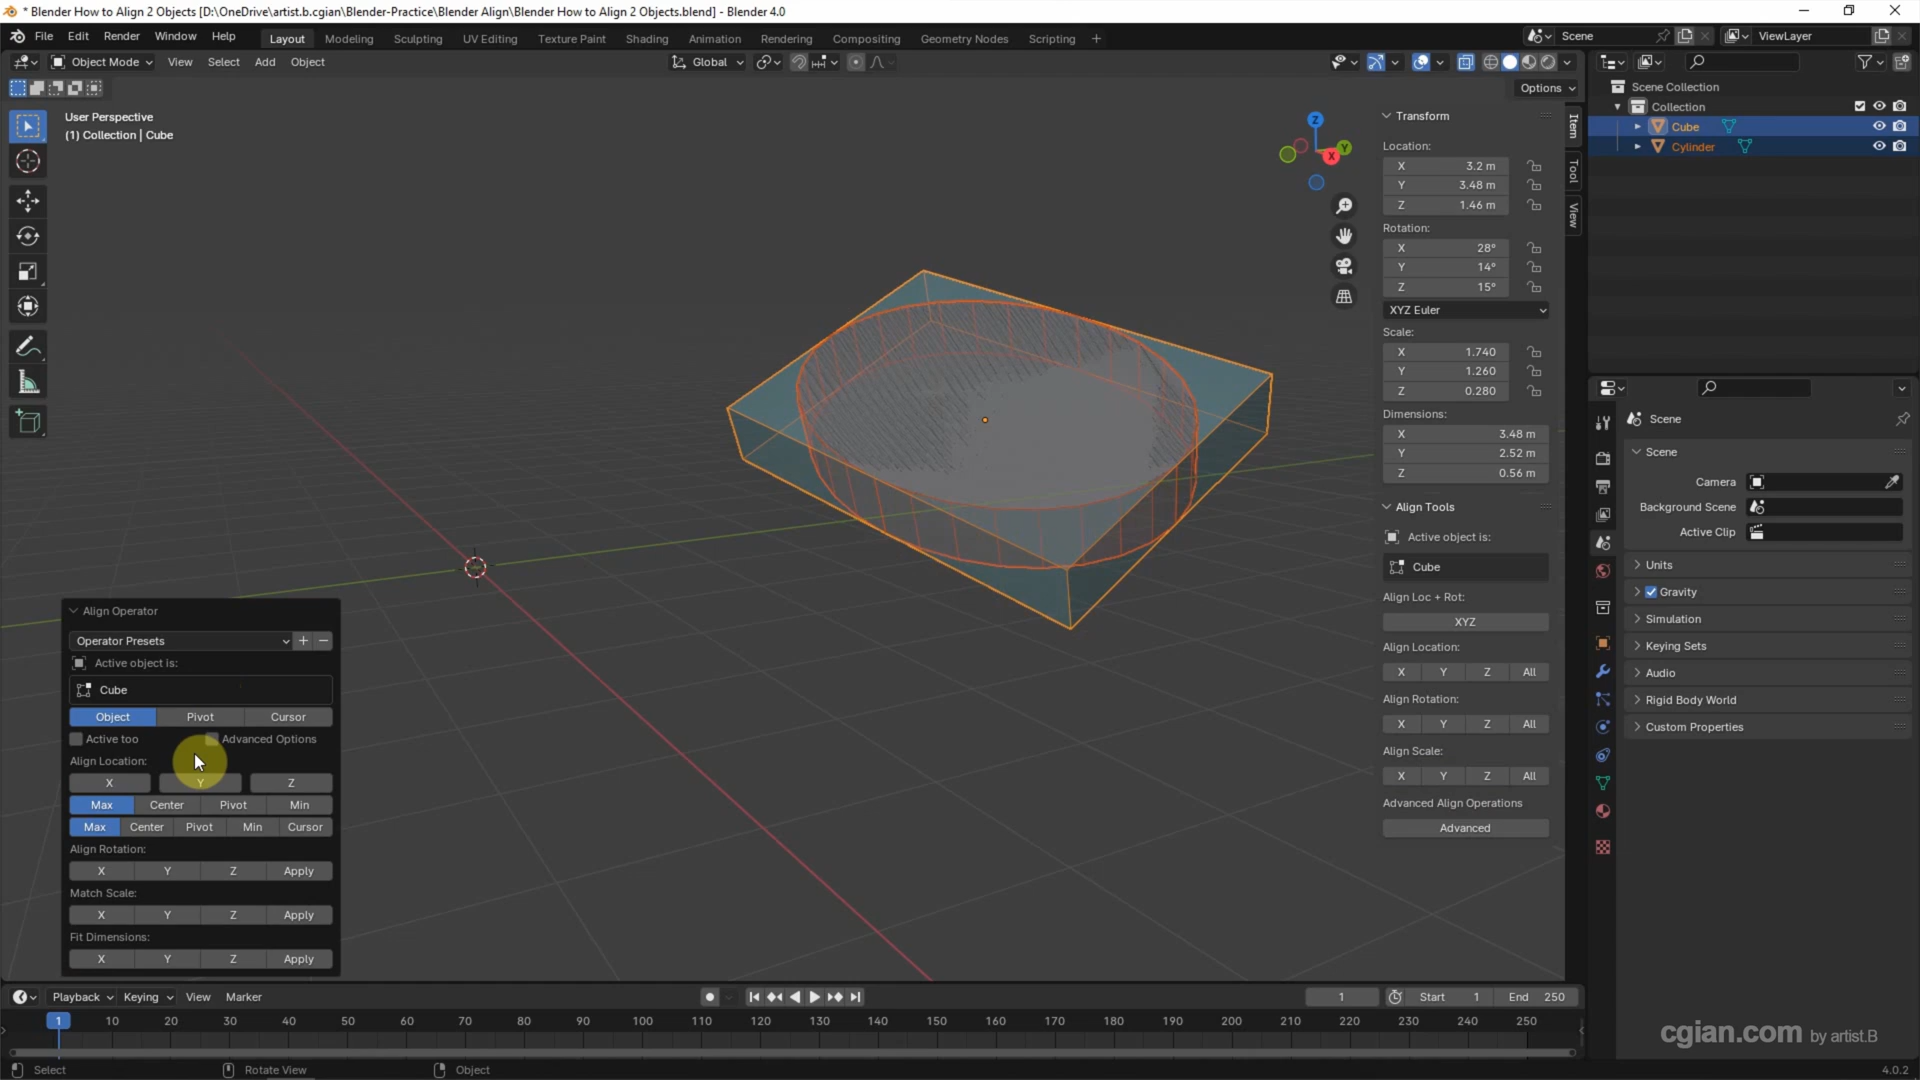 * Blender How to Align 2 Objects [D:\OneDrive\artist.b.cgian\Blender-Practice\Blender Align\Blender How to Align 2 Objects.blend] - Blender 4.0
File Edit Render Window Help
Layout Modeling Sculpting UV Editing Texture Paint Shading Animation Rendering Compositing Geometry Nodes Scripting +
Scene
ViewLayer
Object Mode View Select Add Object
Global
Options
User Perspective
(1) Collection | Cube
Z
Y
X
Item
Tool
View
Transform
Location:
X 3.2 m
Y 3.48 m
Z 1.46 m
Rotation:
X 28°
Y 14°
Z 15°
XYZ Euler
Scale:
X 1.740
Y 1.260
Z 0.280
Dimensions:
X 3.48 m
Y 2.52 m
Z 0.56 m
Align Tools
Active object is:
Cube
Align Loc + Rot:
XYZ
Align Location:
X Y Z All
Align Rotation:
X Y Z All
Align Scale:
X Y Z All
Advanced Align Operations
Advanced
Scene Collection
Collection
Cube
Cylinder
Scene
Scene
Camera
Background Scene
Active Clip
Units
Gravity
Simulation
Keying Sets
Audio
Rigid Body World
Custom Properties
Align Operator
Operator Presets + −
Active object is:
Cube
Object Pivot Cursor
Active too Advanced Options
Align Location:
X Y Z
Max Center Pivot Min
Max Center Pivot Min Cursor
Align Rotation:
X Y Z Apply
Match Scale:
X Y Z Apply
Fit Dimensions:
X Y Z Apply
Playback Keying View Marker
1 Start 1 End 250
1 10 20 30 40 50 60 70 80 90 100 110 120 130 140 150 160 170 180 190 200 210 220 230 240 250
cgian.com by artist.B
Select Rotate View Object
4.0.2